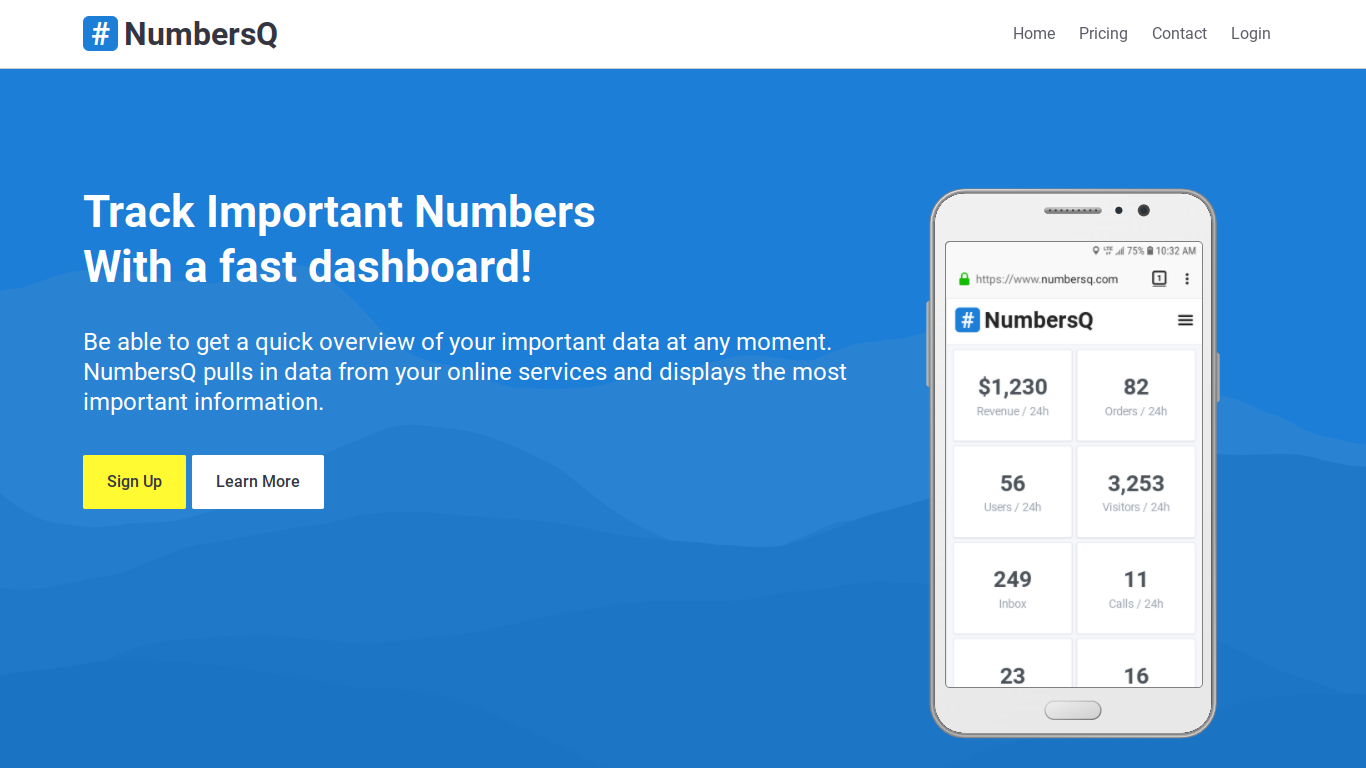 # NumbersQ
Home Pricing Contact Login
Track Important Numbers
With a fast dashboard!
Be able to get a quick overview of your important data at any moment.
NumbersQ pulls in data from your online services and displays the most
important information.
Sign Up Learn More
LTE 75% 10:32 AM
https://www.numbersq.com 1
# NumbersQ
$1,230 82
Revenue / 24h Orders / 24h
56 3,253
Users / 24h Visitors / 24h
249 11
Inbox Calls / 24h
23 16